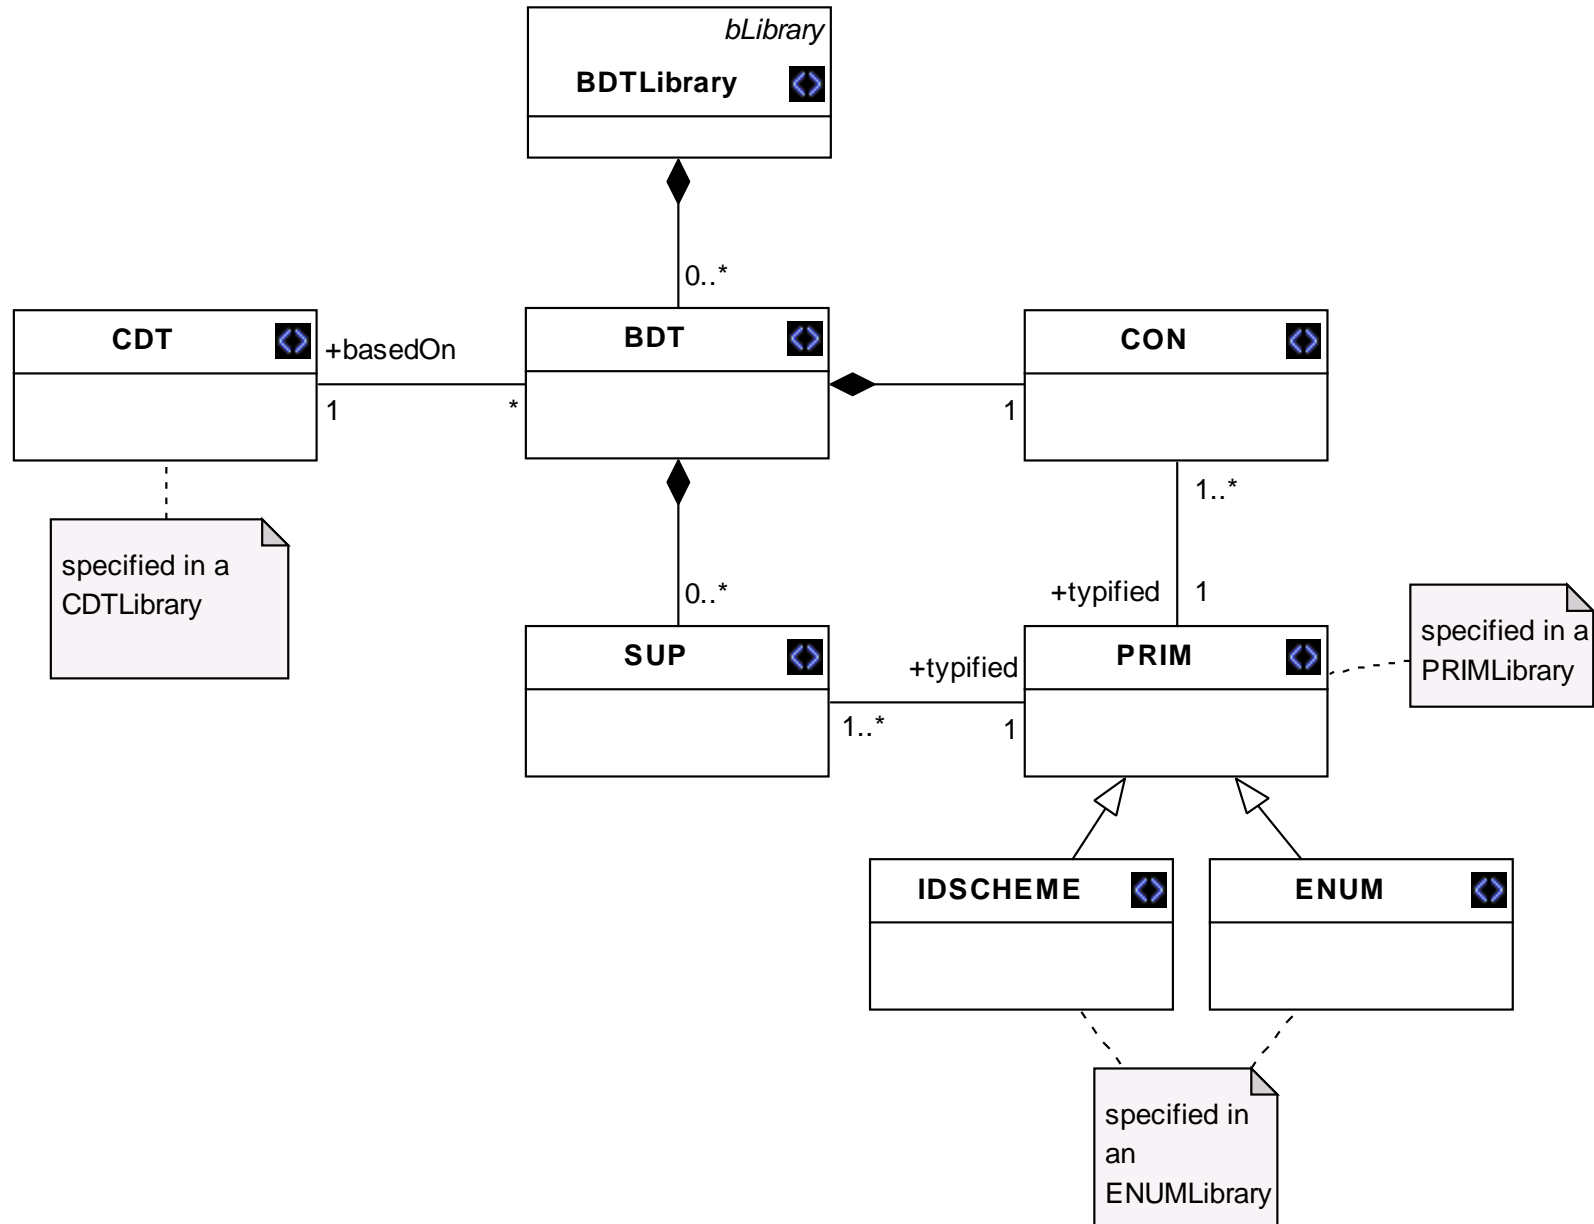 bLibrary
BDTLibrary
0..*
CDT
+basedOn
1
*
BDT
CON
1
1..*
specified in a
CDTLibrary
0..*
+typified
1
SUP
+typified
1..*
1
PRIM
specified in a
PRIMLibrary
IDSCHEME
ENUM
specified in
an
ENUMLibrary